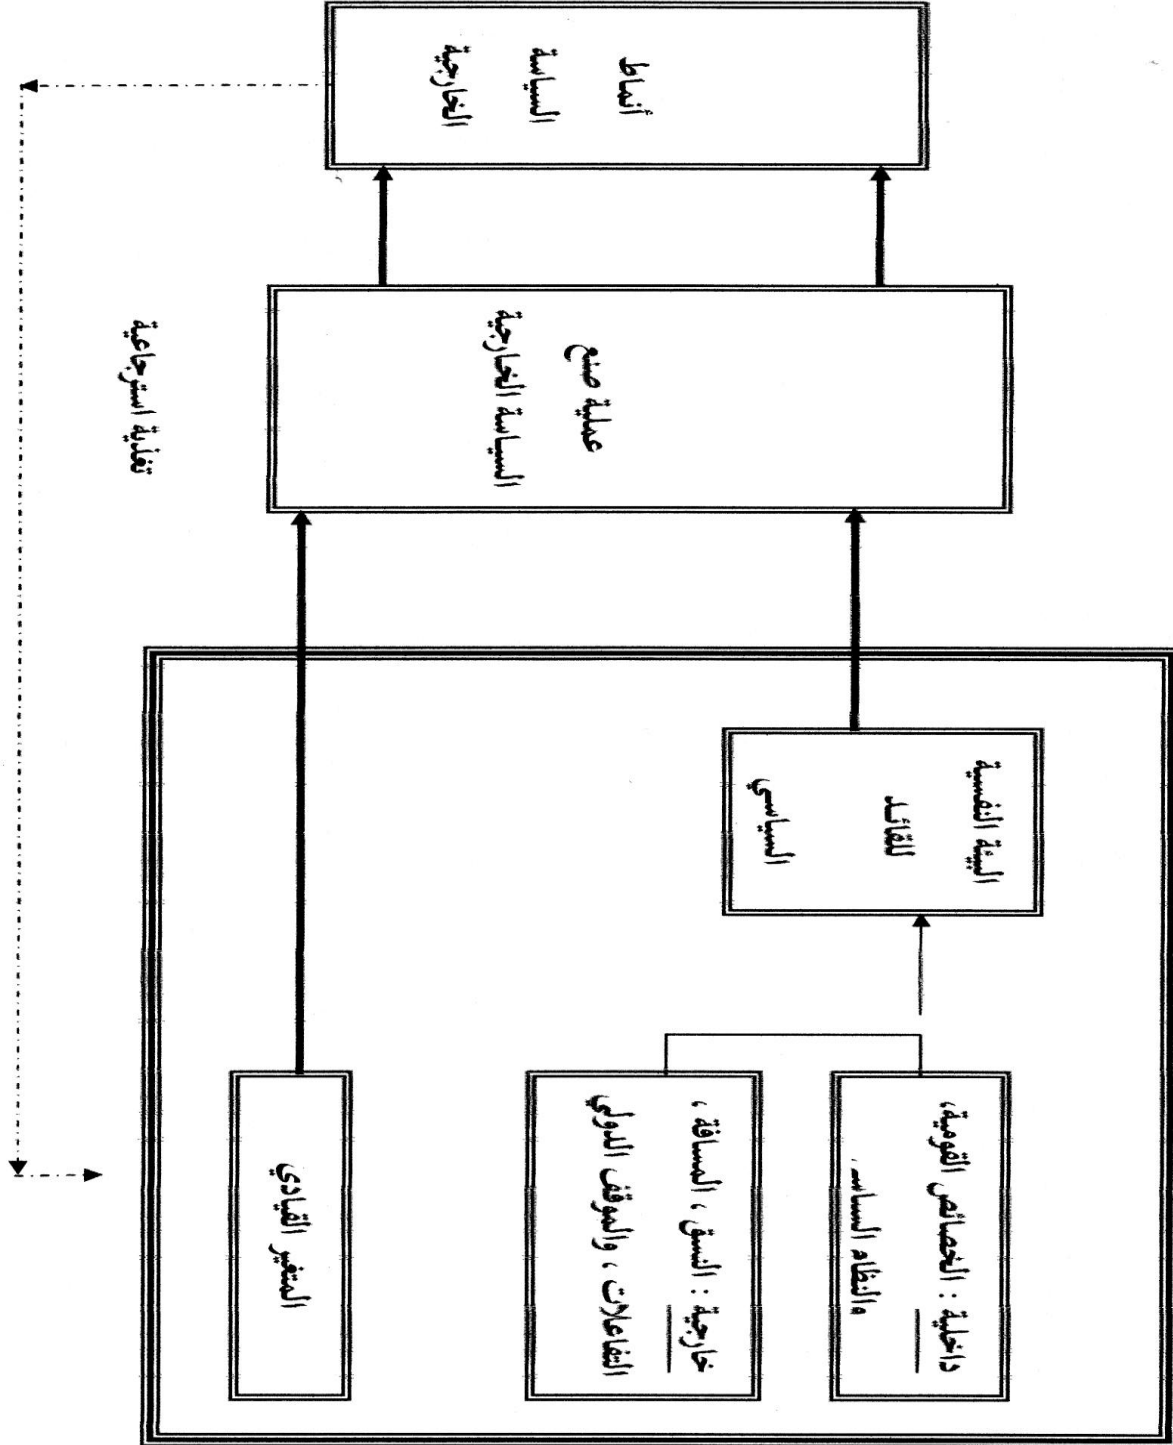 داخلية : الخصائص القومية،
والنظام السياسي
خارجية : النسق ، المسافة ،
التفاعلات ، والموقف الدولي
المتغير القيادي
البيئة النفسية
للقائد
السياسي
عملية صنع
السياسة الخارجية
أنماط
السياسة
الخارجية
تغذية استرجاعية